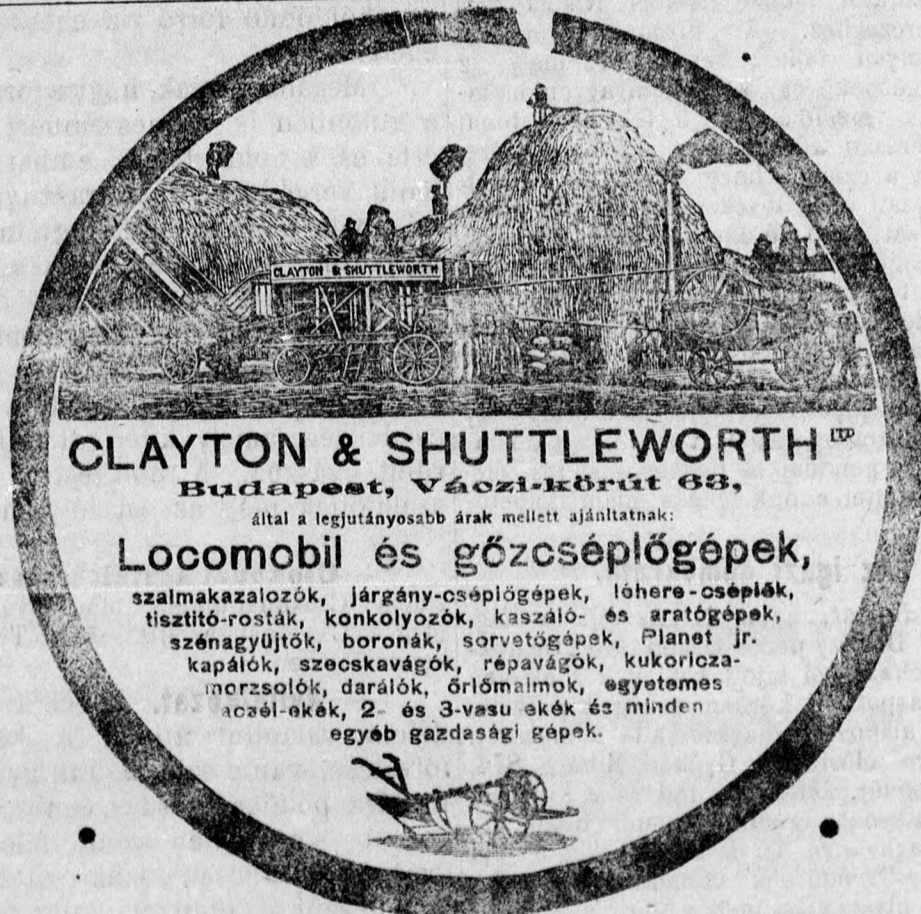 CLAYTON & SHUTTLEWORTH
CLAYTON & SHUTTLEWORTH LTD
Budapest, Váczi-körút 63,
által a legjutányosabb árak mellett ajánltatnak:
Locomobil és gőzcséplőgépek,
szalmakazalozók, járgány-cséplőgépek, lóhere-cséplők,
tisztitó-rosták, konkolyozók, kaszáló- és aratógépek,
szénagyüjtők, boronák, sorvetőgépek, Planet jr.
kapálók, szecskavágók, répavágók, kukoricza-
morzsolók, darálók, őrlőmalmok, egyetemes
aczél-ekék, 2- és 3-vasu ekék és minden
egyéb gazdasági gépek.